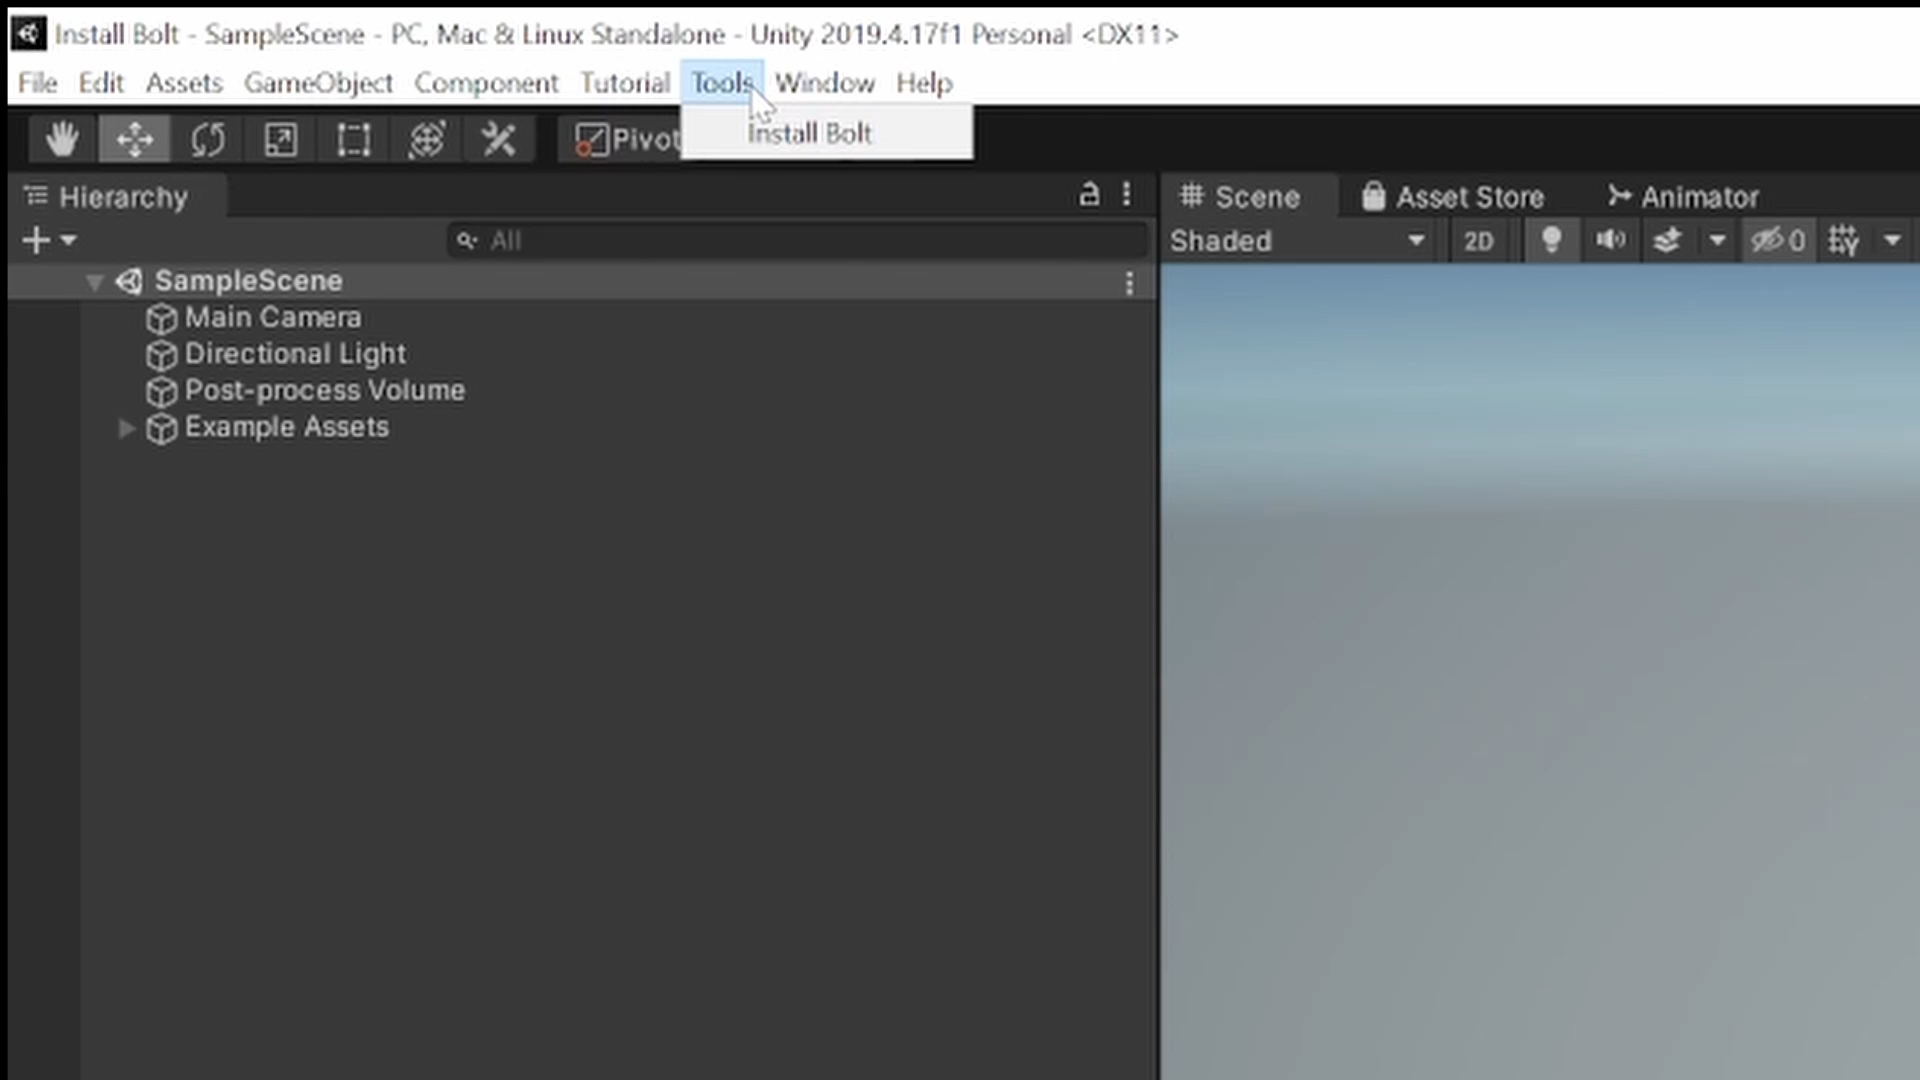 Install Bolt - SampleScene - PC, Mac & Linux Standalone - Unity 2019.4.17f1 Personal <DX11>
File Edit Assets GameObject Component Tutorial Tools Window Help
Install Bolt
Pivot
Hierarchy
All
SampleScene
Main Camera
Directional Light
Post-process Volume
Example Assets
Scene Asset Store Animator
Shaded 2D 0